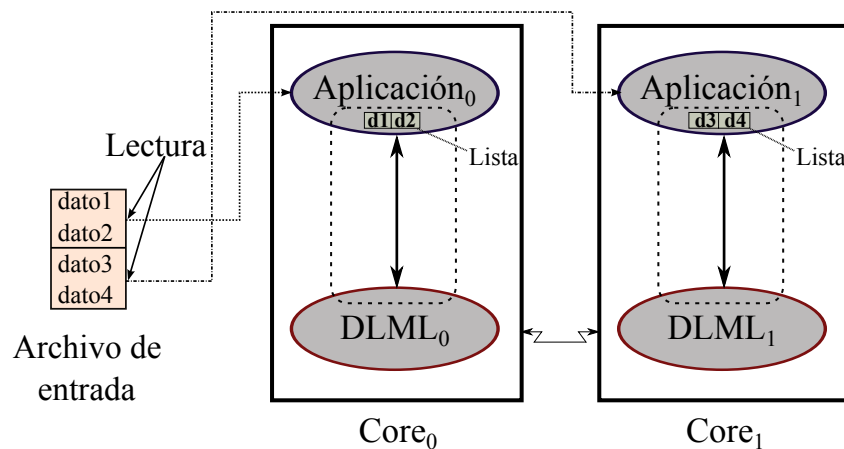 Lectura
dato1
dato2
dato3
dato4
Archivo de
entrada
Aplicación0
d1 d2
Lista
DLML0
Core0
Aplicación1
d3 d4
Lista
DLML1
Core1